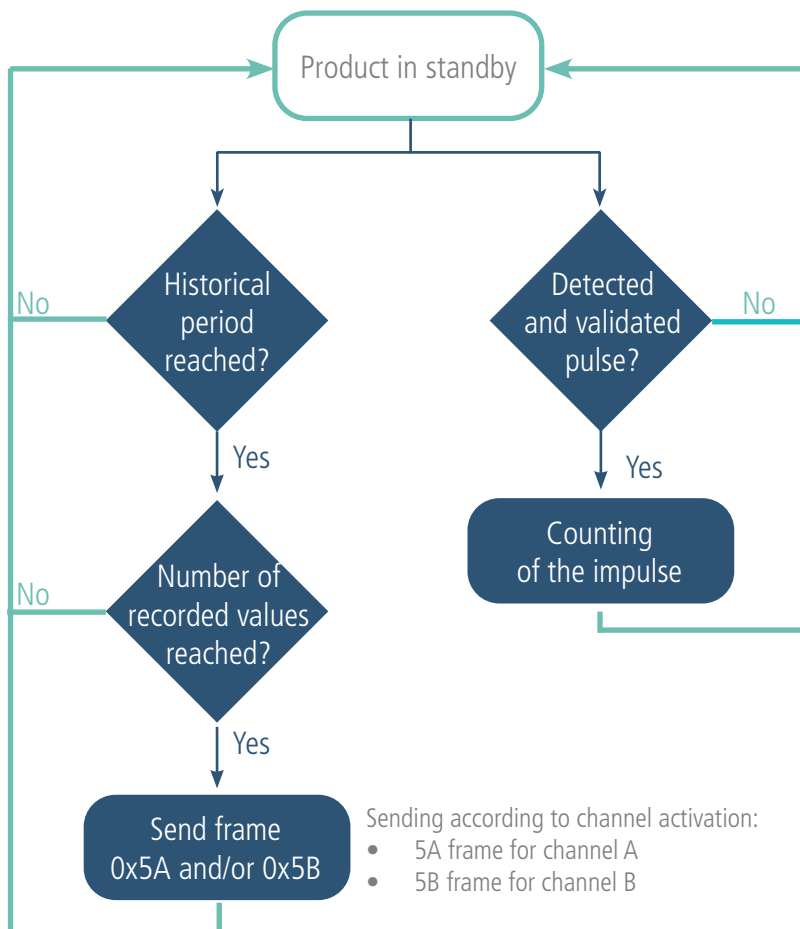 Product in standby
Historical
period
reached?
No
Yes
Detected
and validated
pulse?
No
Yes
Number of
recorded values
reached?
No
Yes
Counting
of the impulse
Send frame
0x5A and/or 0x5B
Sending according to channel activation:
• 5A frame for channel A
• 5B frame for channel B